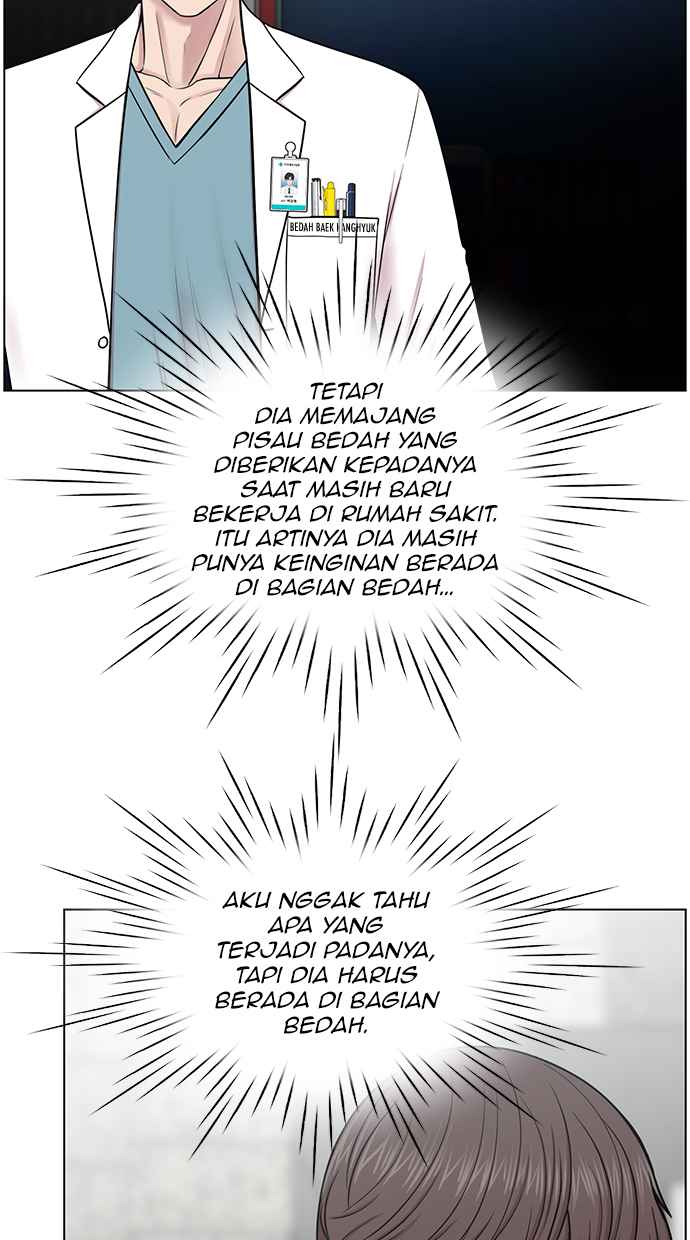 BEDAH BAEK KANGHYUK
TETAPI
DIA MEMAJANG
PISAU BEDAH YANG
DIBERIKAN KEPADANYA
SAAT MASIH BARU
BEKERJA DI RUMAH SAKIT.
ITU ARTINYA DIA MASIH
PUNYA KEINGINAN BERADA
DI BAGIAN BEDAH...
AKU NGGAK TAHU
APA YANG
TERJADI PADANYA,
TAPI DIA HARUS
BERADA DI BAGIAN
BEDAH.